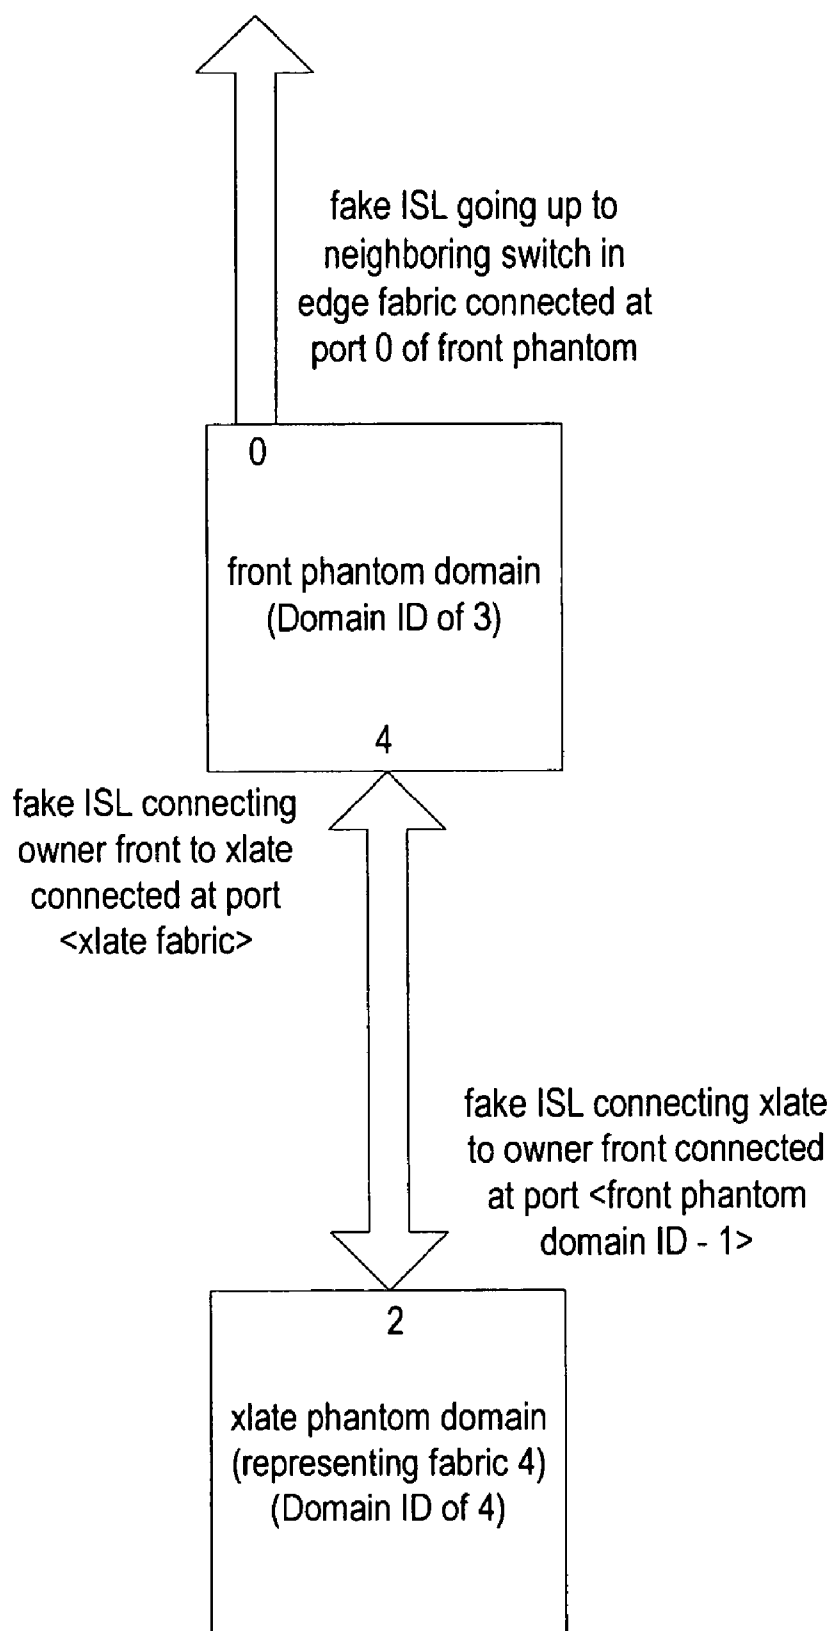 fake ISL going up to
neighboring switch in
edge fabric connected at
port 0 of front phantom
0
front phantom domain
(Domain ID of 3)
4
fake ISL connecting
owner front to xlate
connected at port
<xlate fabric>
fake ISL connecting xlate
to owner front connected
at port <front phantom
domain ID - 1>
2
xlate phantom domain
(representing fabric 4)
(Domain ID of 4)